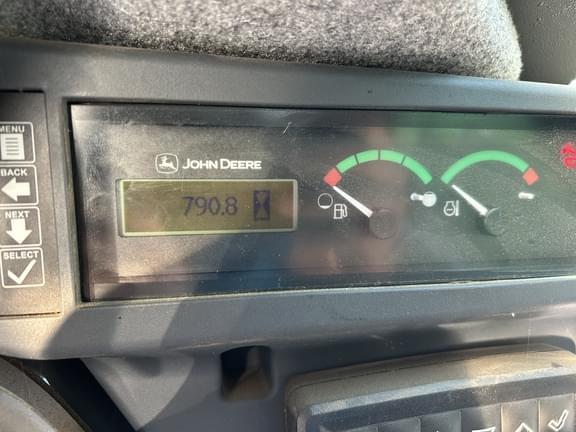 MENU
BACK
NEXT
SELECT
JOHN DEERE
790.8